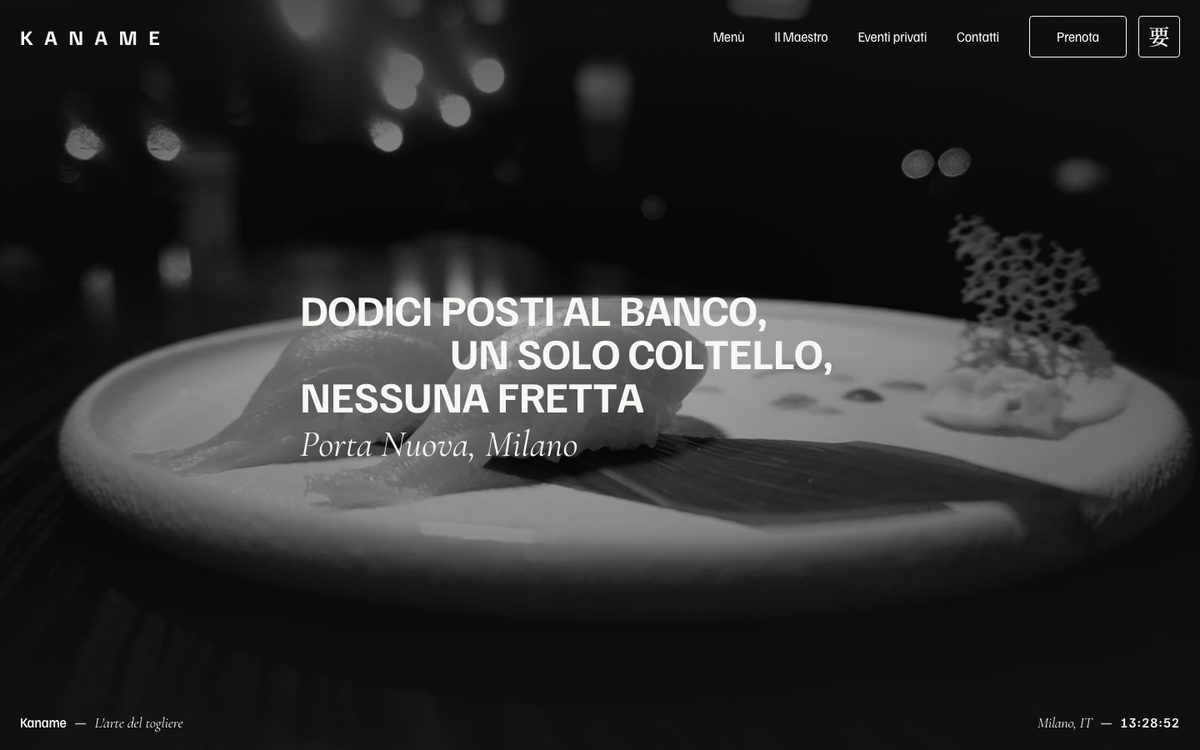 KANAME
Menù
Il Maestro
Eventi privati
Contatti
Prenota
要
DODICI POSTI AL BANCO,
UN SOLO COLTELLO,
NESSUNA FRETTA
Porta Nuova, Milano
Kaname — L'arte del togliere
Milano, IT — 13:28:52